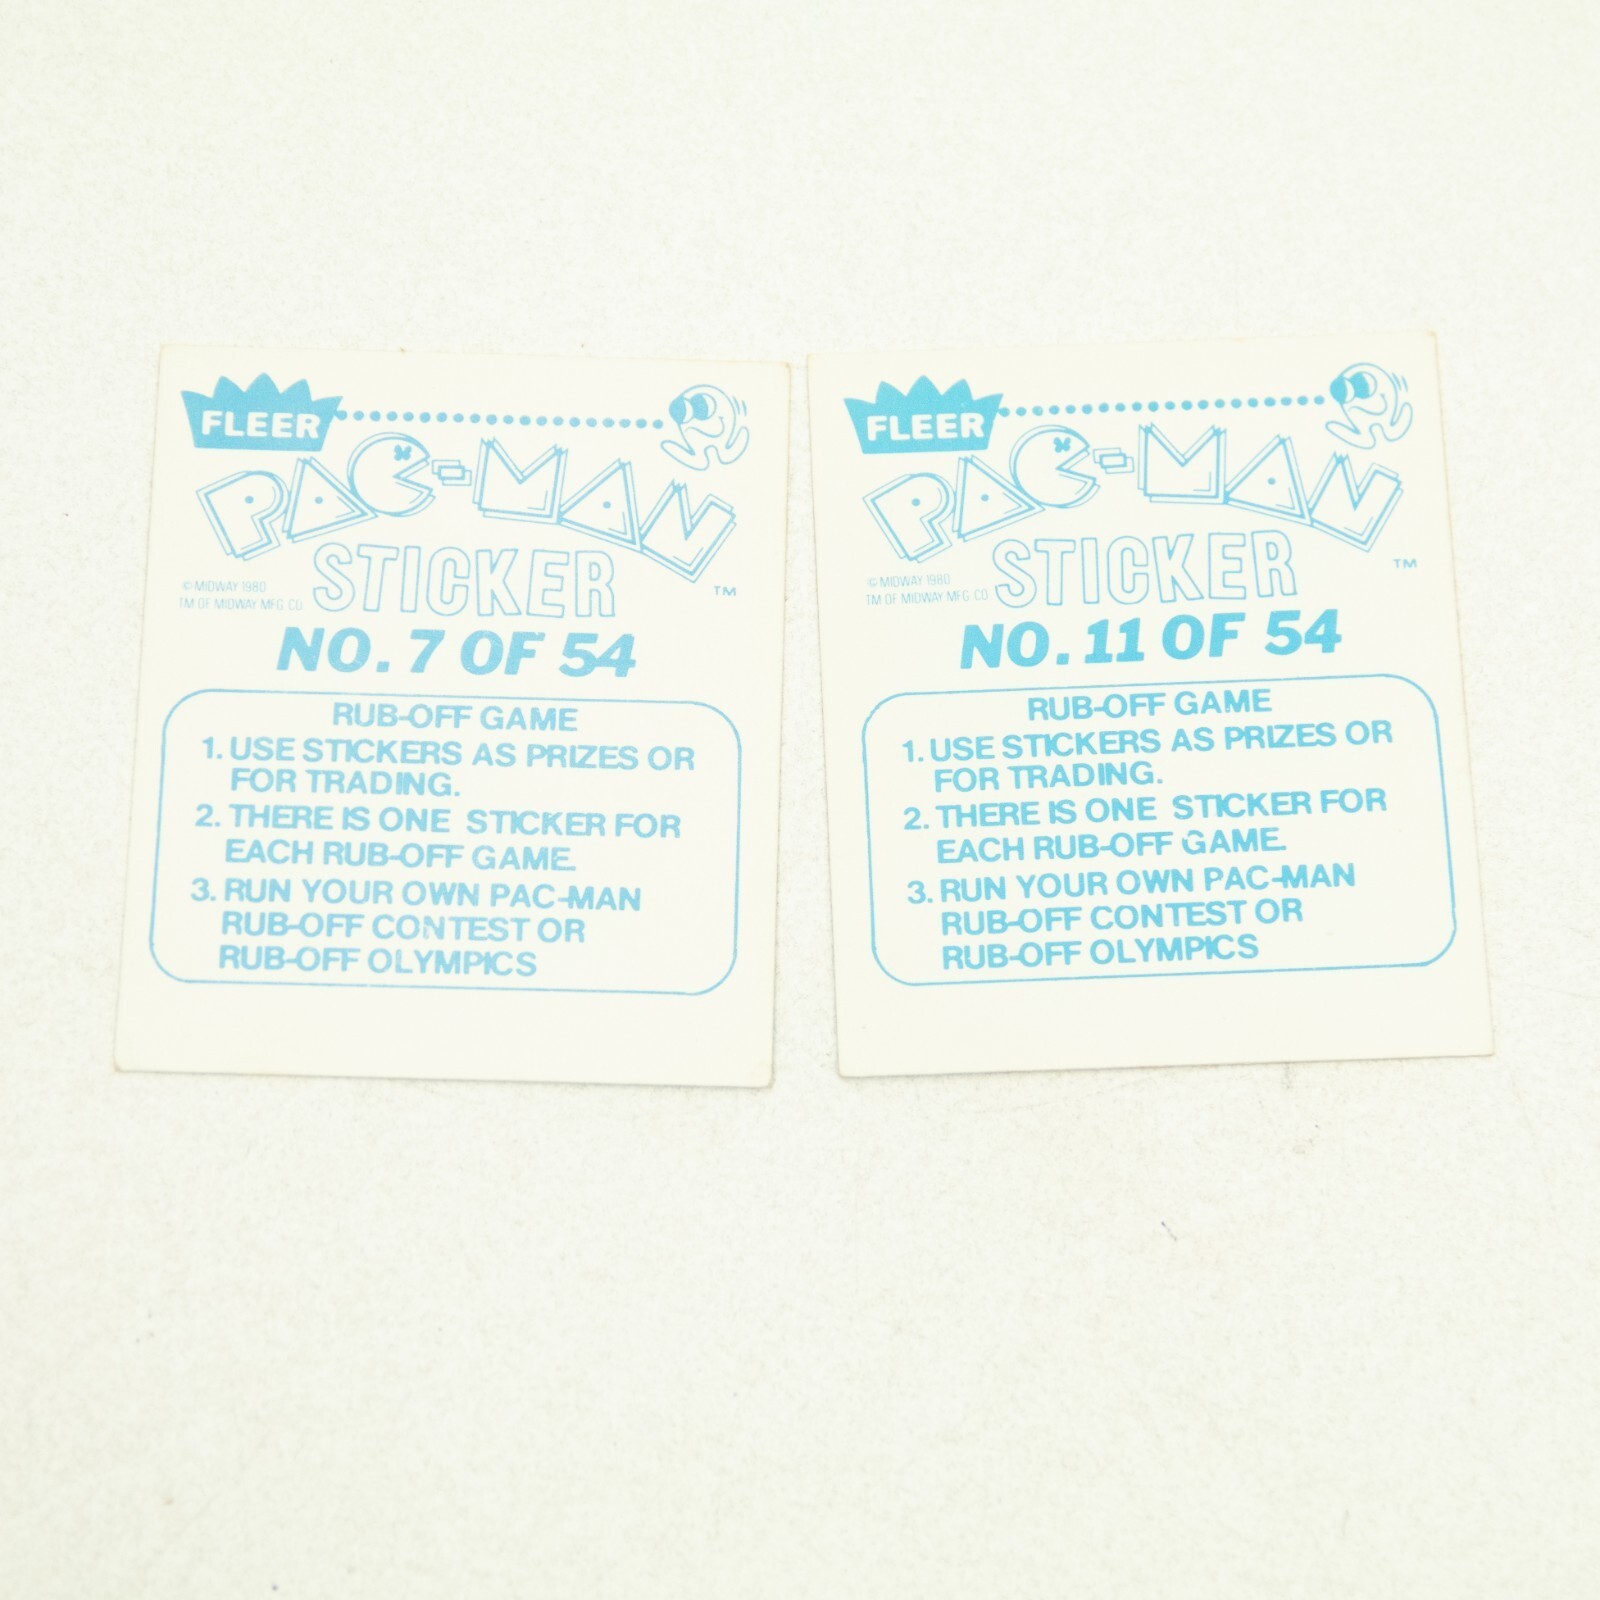 FLEER
PAC-MAN
STICKER
© MIDWAY 1980
TM OF MIDWAY MFG. CO.
TM
NO. 7 OF 54
RUB-OFF GAME
1. USE STICKERS AS PRIZES OR
FOR TRADING.
2. THERE IS ONE STICKER FOR
EACH RUB-OFF GAME.
3. RUN YOUR OWN PAC-MAN
RUB-OFF CONTEST OR
RUB-OFF OLYMPICS
FLEER
PAC-MAN
STICKER
© MIDWAY 1980
TM OF MIDWAY MFG. CO.
TM
NO. 11 OF 54
RUB-OFF GAME
1. USE STICKERS AS PRIZES OR
FOR TRADING.
2. THERE IS ONE STICKER FOR
EACH RUB-OFF GAME.
3. RUN YOUR OWN PAC-MAN
RUB-OFF CONTEST OR
RUB-OFF OLYMPICS